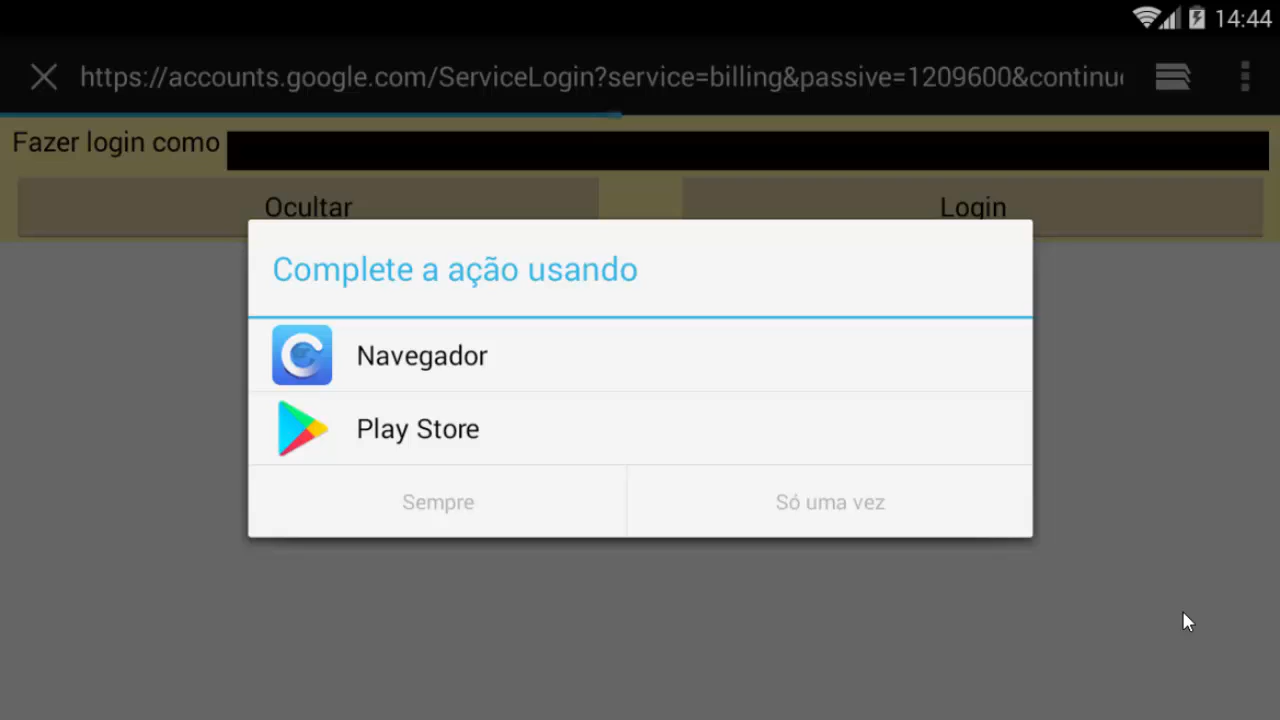 14:44
https://accounts.google.com/ServiceLogin?service=billing&passive=1209600&continu
Fazer login como
Ocultar
Login
Complete a ação usando
Navegador
Play Store
Sempre
Só uma vez